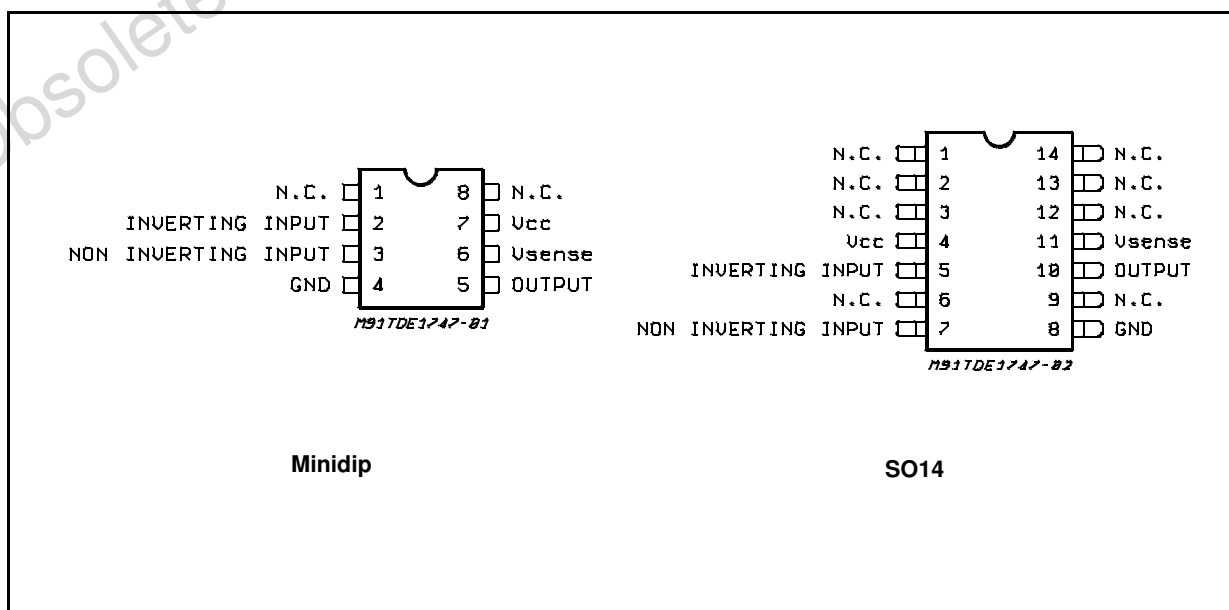 obsolete
N.C. 1 8 N.C.
INVERTING INPUT 2 7 Vcc
NON INVERTING INPUT 3 6 Vsense
GND 4 5 OUTPUT
M91TDE1747-01
Minidip
N.C. 1 14 N.C.
N.C. 2 13 N.C.
N.C. 3 12 N.C.
Vcc 4 11 Vsense
INVERTING INPUT 5 10 OUTPUT
N.C. 6 9 N.C.
NON INVERTING INPUT 7 8 GND
M91TDE1747-02
SO14